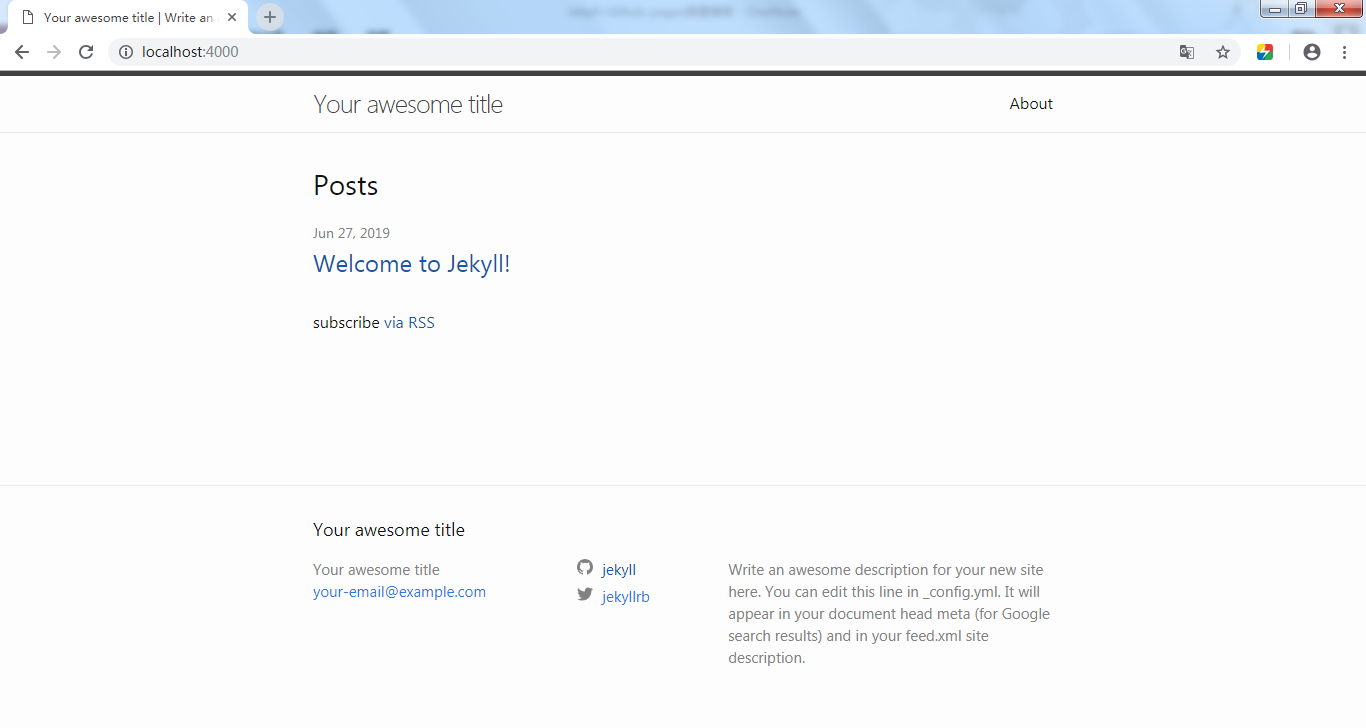 Your awesome title | Write an
localhost:4000
Your awesome title
About
Posts
Jun 27, 2019
Welcome to Jekyll!
subscribe via RSS
Your awesome title
Your awesome title
your-email@example.com
jekyll
jekyllrb
Write an awesome description for your new site
here. You can edit this line in _config.yml. It will
appear in your document head meta (for Google
search results) and in your feed.xml site
description.